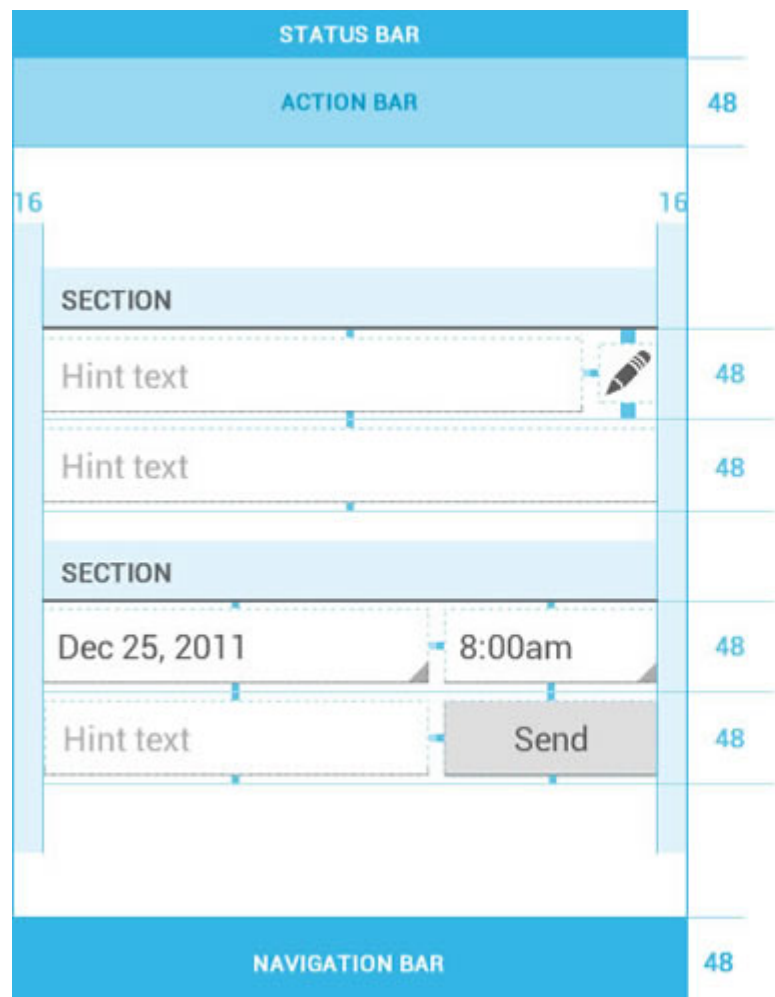 STATUS BAR
ACTION BAR 48
16 16
SECTION
Hint text 48
Hint text 48
SECTION
Dec 25, 2011 8:00am 48
Hint text Send 48
NAVIGATION BAR 48